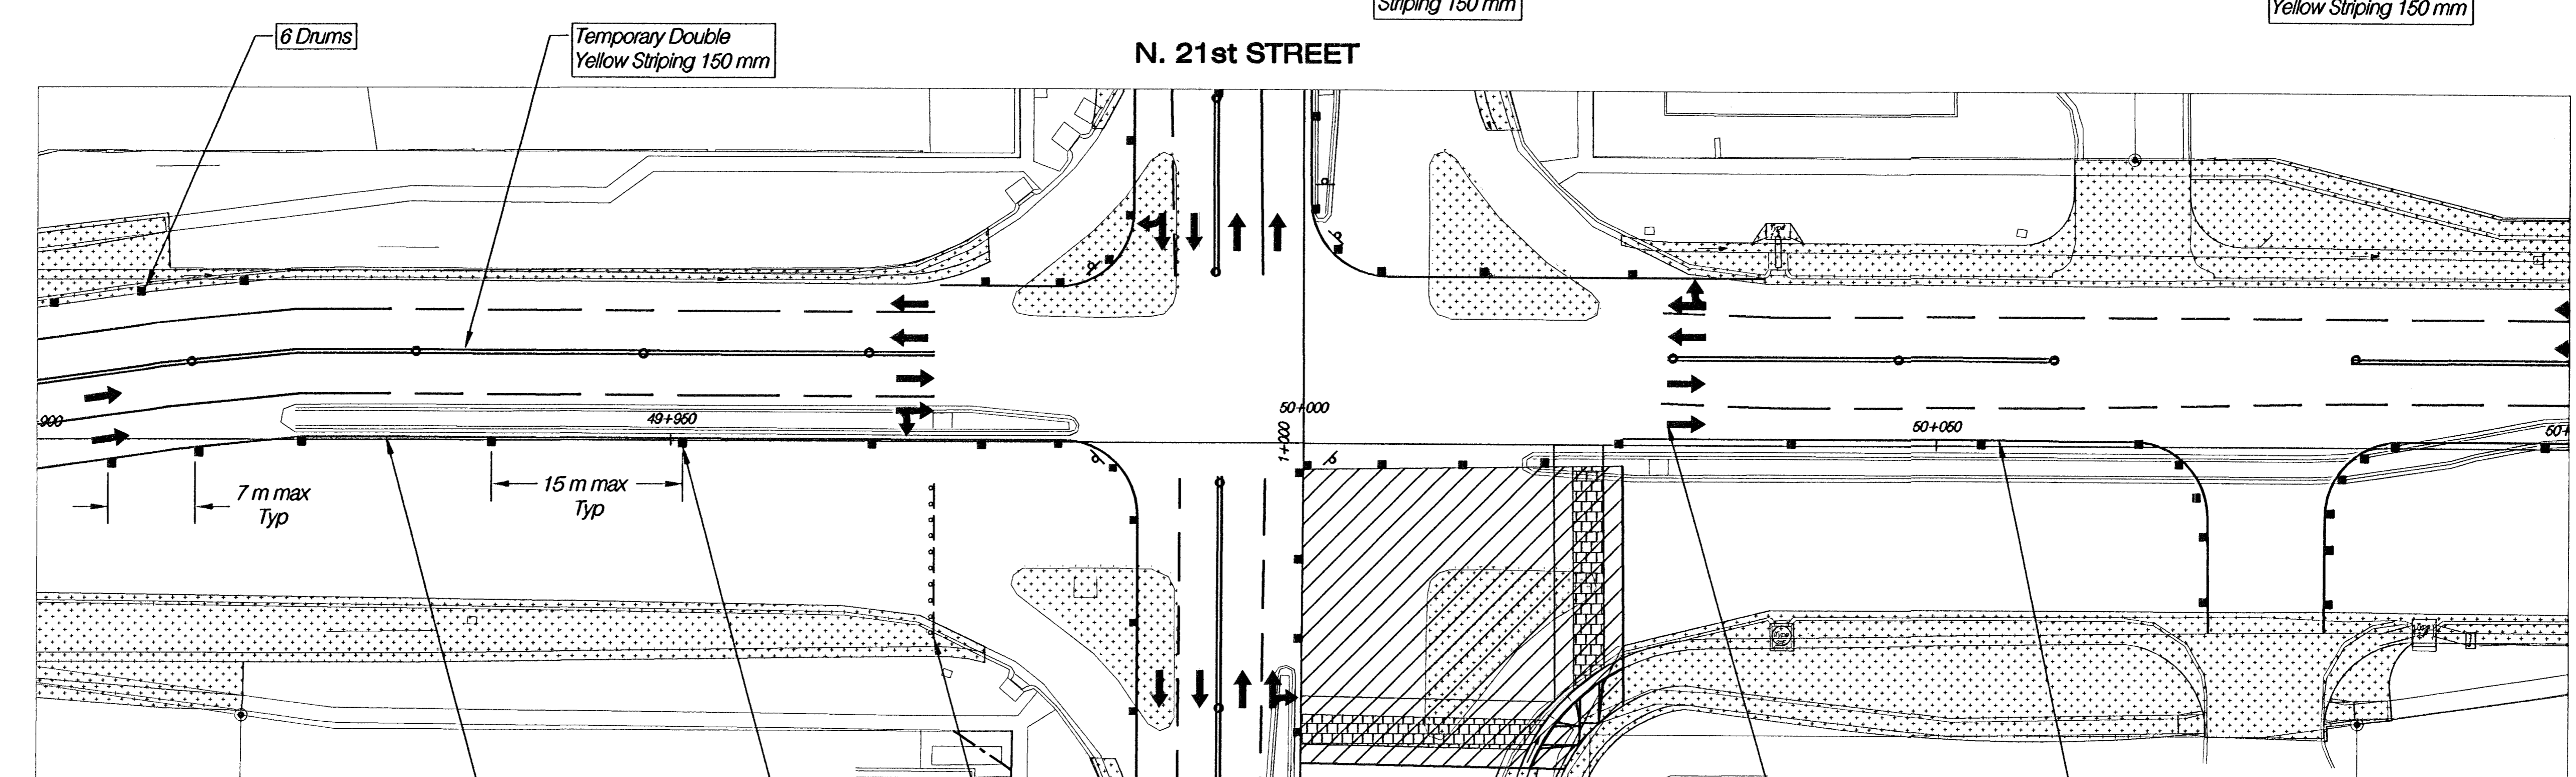 Striping 150 mm
Yellow Striping 150 mm
6 Drums
Temporary Double
Yellow Striping 150 mm
N. 21st STREET
900
49+950
50+000
1+000
50+050
50+
7 m max
Typ
15 m max
Typ